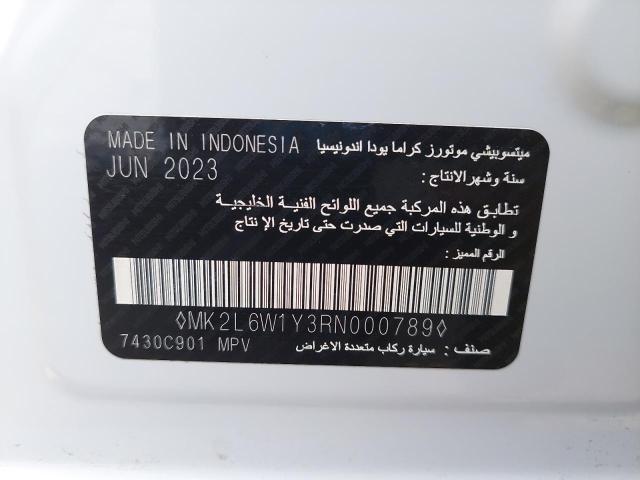 MADE IN INDONESIA ميتسوبيشي موتورز كراما يودا اندونيسيا
JUN 2023 سنة وشهر الانتاج :
تطابق هذه المركبة جميع اللوائح الفنية الخليجية
و الوطنية للسيارات التي صدرت حتى تاريخ الإ نتاج
الرقم المميز :
◊MK2L6W1Y3RN000789◊
7430C901 MPV صنف : سيارة ركاب متعددة الاغراض